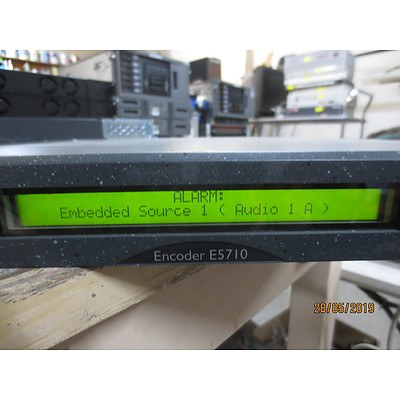 ALARM:
Embedded Source 1 ( Audio 1 A )
Encoder E5710
28/05/2019